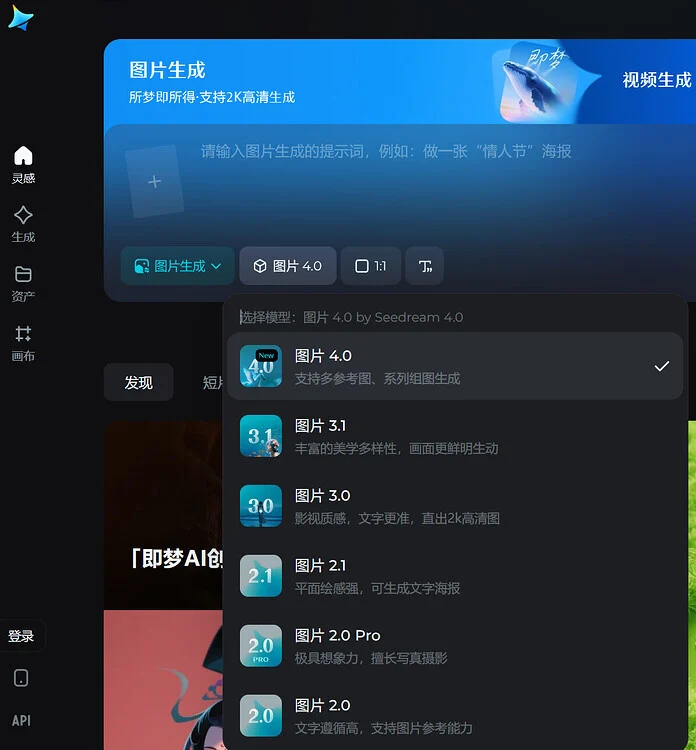 图片生成
所梦即所得·支持2K高清生成
即梦
视频生成
请输入图片生成的提示词，例如：做一张“情人节”海报
图片生成
图片 4.0
1:1
灵感
生成
资产
画布
登录
API
发现
短片
「即梦AI创
选择模型：图片 4.0 by Seedream 4.0
New
4.0
图片 4.0
支持多参考图、系列组图生成
3.1
图片 3.1
丰富的美学多样性，画面更鲜明生动
3.0
图片 3.0
影视质感，文字更准，直出2k高清图
2.1
图片 2.1
平面绘感强，可生成文字海报
2.0
PRO
图片 2.0 Pro
极具想象力，擅长写真摄影
2.0
图片 2.0
文字遵循高，支持图片参考能力